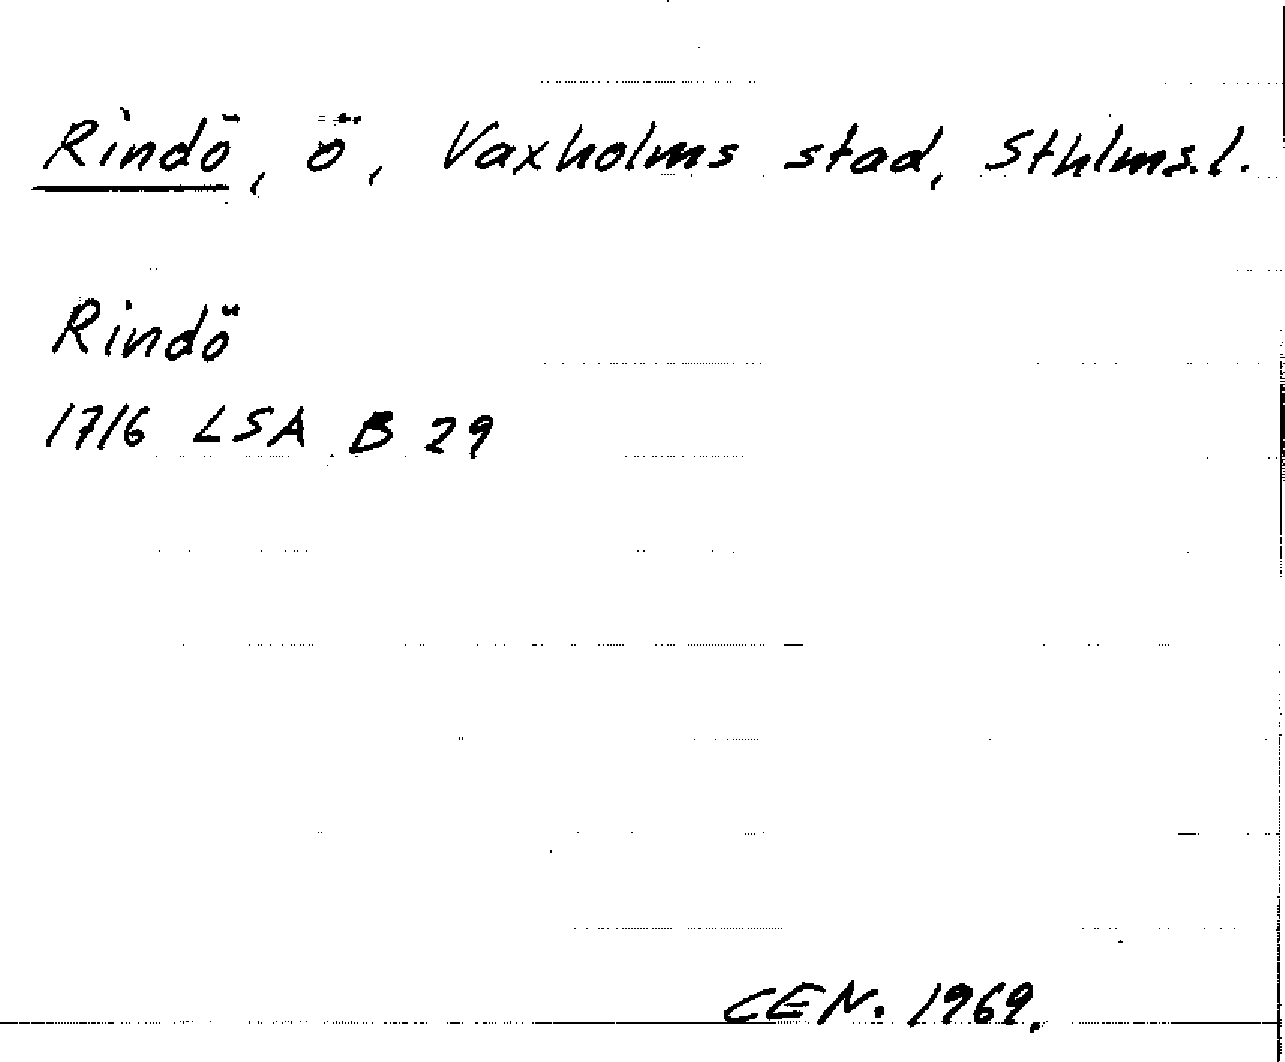 Rindö, ö, Vaxholms stad, Sthlms.l.
Rindö
1716 LSA B 29
CEN. 1969.